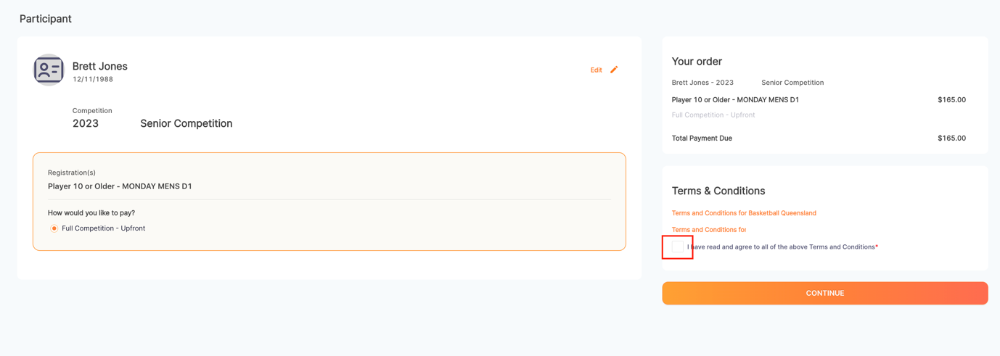 Participant
Brett Jones
12/11/1988
Edit
Competition
2023 Senior Competition
Registration(s)
Player 10 or Older - MONDAY MENS D1
How would you like to pay?
Full Competition - Upfront
Your order
Brett Jones - 2023 Senior Competition
Player 10 or Older - MONDAY MENS D1 $165.00
Full Competition - Upfront
Total Payment Due $165.00
Terms & Conditions
Terms and Conditions for Basketball Queensland
Terms and Conditions for
I have read and agree to all of the above Terms and Conditions*
CONTINUE